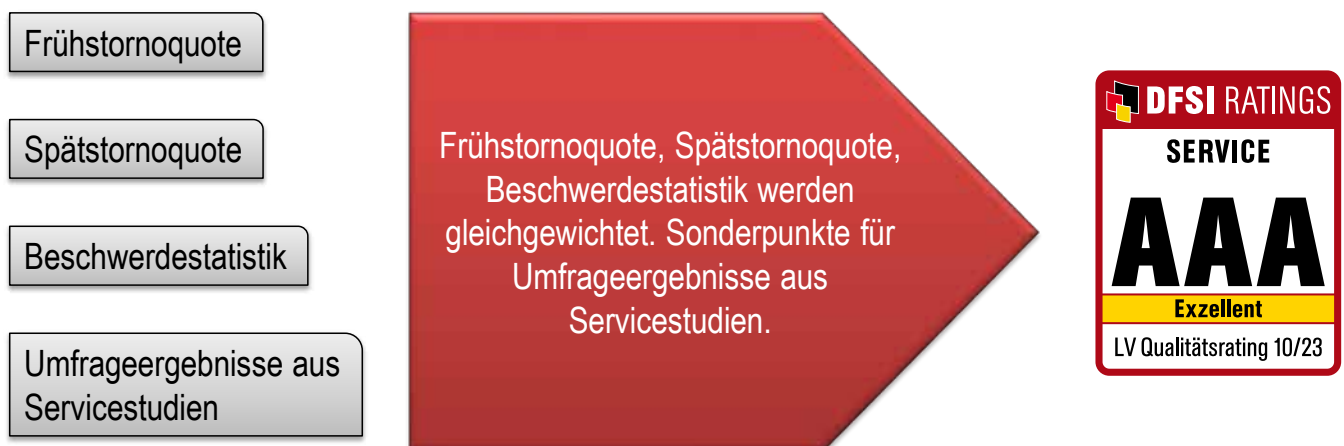 Frühstornoquote
Spätstornoquote
Beschwerdestatistik
Umfrageergebnisse aus
Servicestudien
Frühstornoquote, Spätstornoquote,
Beschwerdestatistik werden
gleichgewichtet. Sonderpunkte für
Umfrageergebnisse aus
Servicestudien.
DFSI RATINGS
SERVICE
AAA
Exzellent
LV Qualitätsrating 10/23